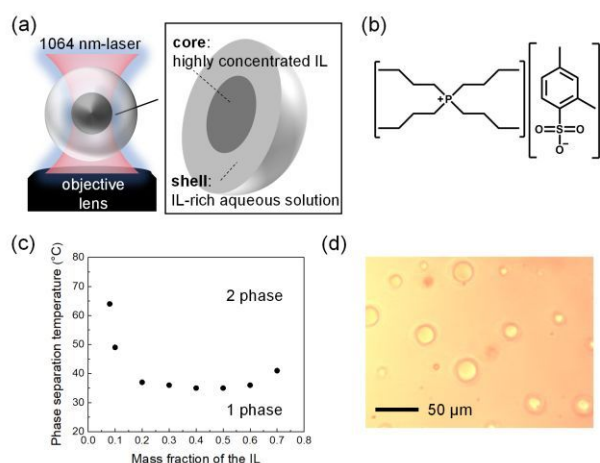 (a)
1064 nm-laser
objective
lens
core:
highly concentrated IL
shell:
IL-rich aqueous solution
(b)
+P
O=S=O
O−
(c)
Phase separation temperature (°C)
80
70
60
50
40
30
20
2 phase
1 phase
0.0 0.1 0.2 0.3 0.4 0.5 0.6 0.7 0.8
Mass fraction of the IL
(d)
50 μm